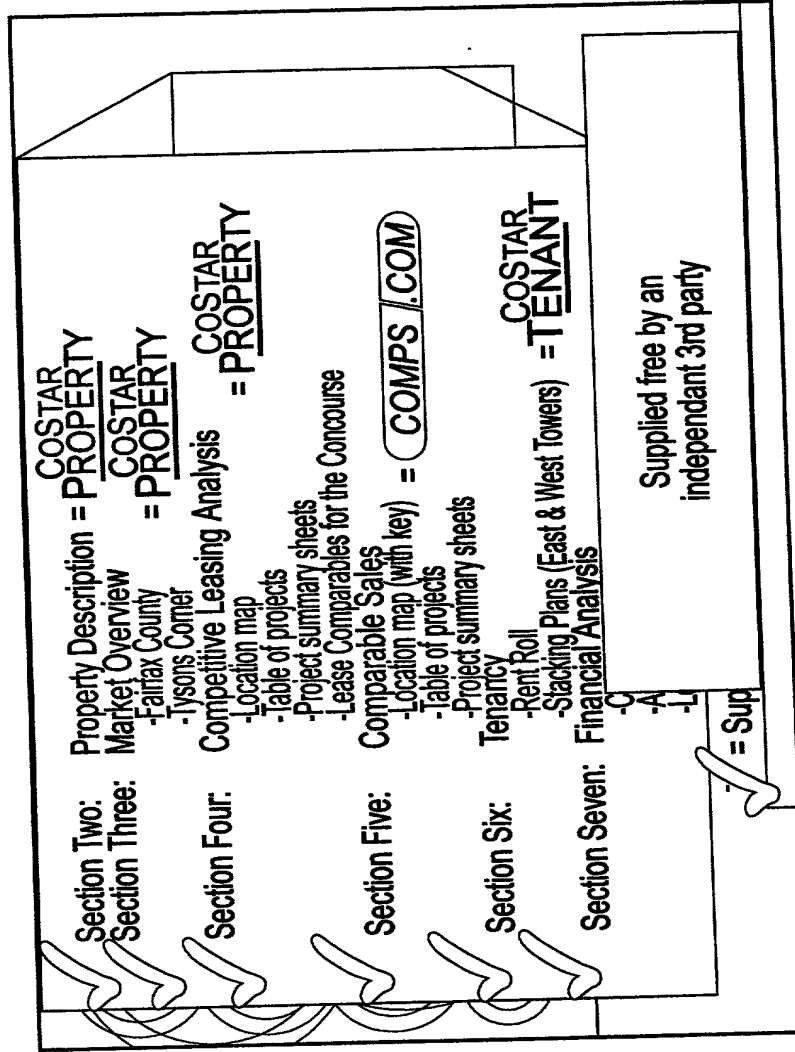 COSTAR
Section Two: Property Description = PROPERTY
COSTAR
Section Three: Market Overview = PROPERTY
-Fairfax County
-Tysons Corner
COSTAR
Section Four: Competitive Leasing Analysis = PROPERTY
-Location map
-Table of projects
-Project summary sheets
-Lease Comparables for the Concourse
Section Five: Comparable Sales
-Location map (with key) = COMPS .COM
-Table of projects
-Project summary sheets
Section Six: Tenancy
-Rent Roll
COSTAR
-Stacking Plans (East & West Towers) = TENANT
Section Seven: Financial Analysis
-C
-A
-L
= Sup
Supplied free by an
independant 3rd party